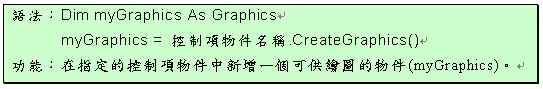 語法：Dim myGraphics As Graphics
myGraphics = 控制項物件名稱.CreateGraphics()
功能：在指定的控制項物件中新增一個可供繪圖的物件(myGraphics)。